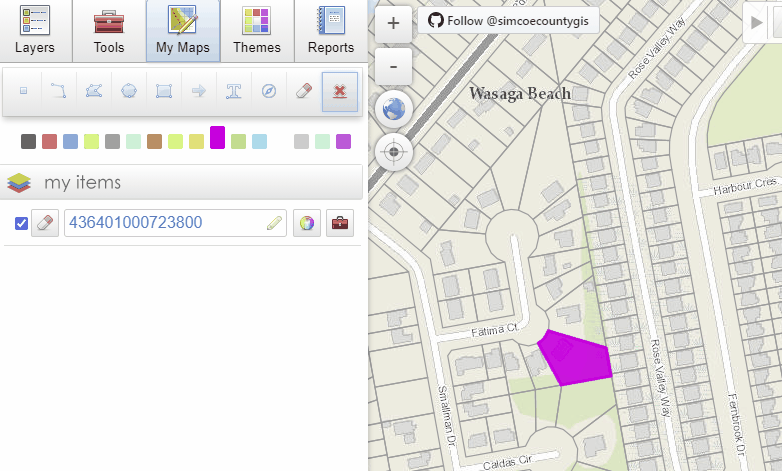 Layers
Tools
My Maps
Themes
Reports
my items
436401000723800
+
-
Follow @simcoecountygis
Wasaga Beach
Rose Valley Way
Harbour Cres
Fatima Ct
Smallman Dr
Rose Valley Way
Fernbrook Dr
Caldas Cir